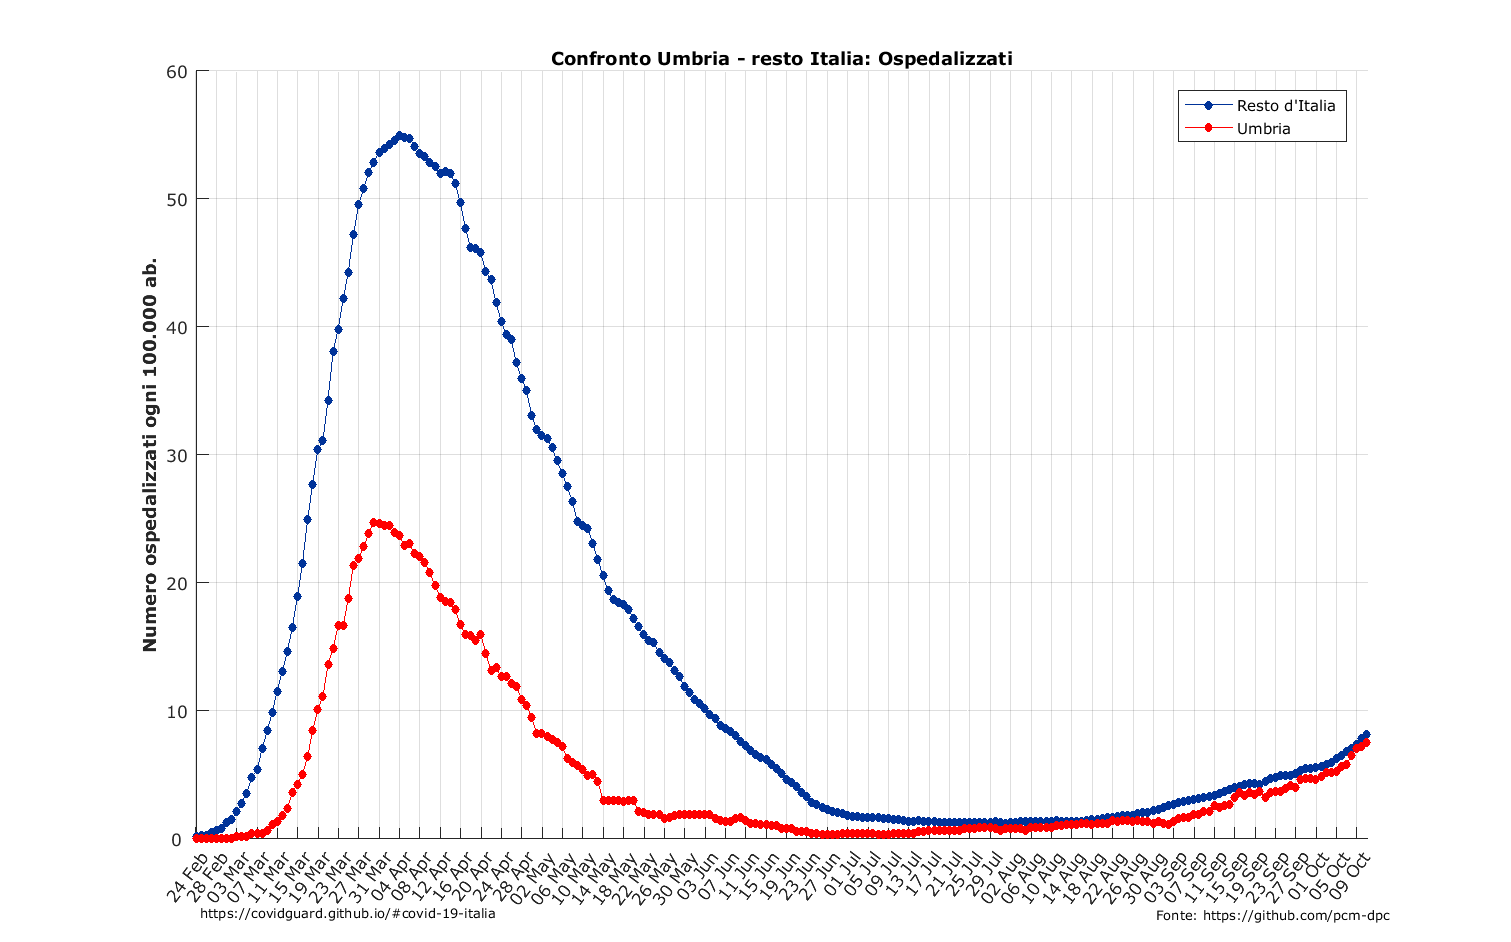 Confronto Umbria - resto Italia: Ospedalizzati
Resto d'Italia
Umbria
Numero ospedalizzati ogni 100.000 ab.
60
50
40
30
20
10
0
24 Feb
28 Feb
03 Mar
07 Mar
11 Mar
15 Mar
19 Mar
23 Mar
27 Mar
31 Mar
04 Apr
08 Apr
12 Apr
16 Apr
20 Apr
24 Apr
28 Apr
02 May
06 May
10 May
14 May
18 May
22 May
26 May
30 May
03 Jun
07 Jun
11 Jun
15 Jun
19 Jun
23 Jun
27 Jun
01 Jul
05 Jul
09 Jul
13 Jul
17 Jul
21 Jul
25 Jul
29 Jul
02 Aug
06 Aug
10 Aug
14 Aug
18 Aug
22 Aug
26 Aug
30 Aug
03 Sep
07 Sep
11 Sep
15 Sep
19 Sep
23 Sep
27 Sep
01 Oct
05 Oct
09 Oct
https://covidguard.github.io/#covid-19-italia
Fonte: https://github.com/pcm-dpc